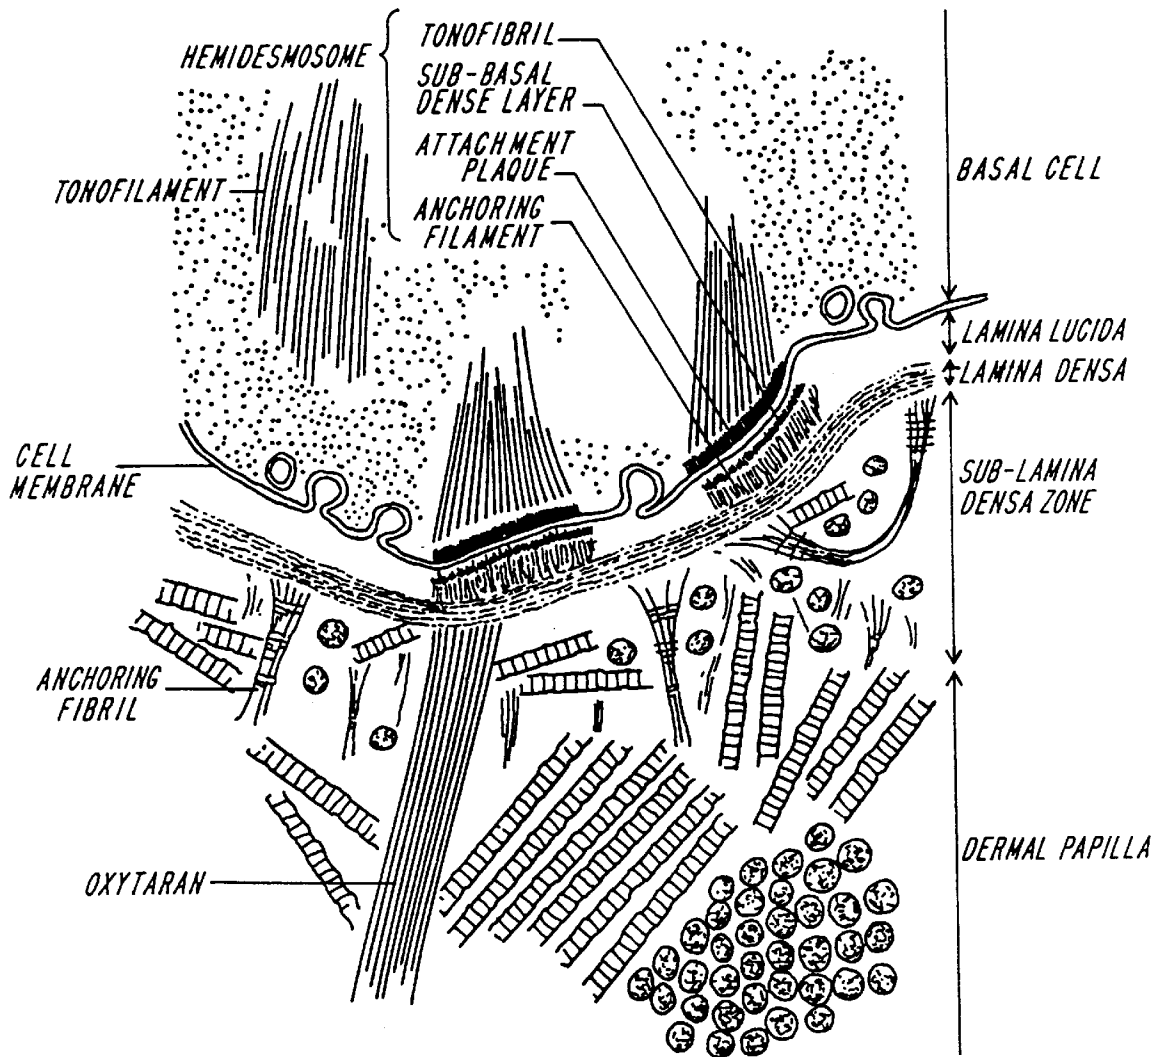 HEMIDESMOSOME
TONOFIBRIL
SUB-BASAL
DENSE LAYER
ATTACHMENT
PLAQUE
ANCHORING
FILAMENT
TONOFILAMENT
BASAL CELL
LAMINA LUCIDA
LAMINA DENSA
CELL
MEMBRANE
SUB-LAMINA
DENSA ZONE
ANCHORING
FIBRIL
OXYTARAN
DERMAL PAPILLA